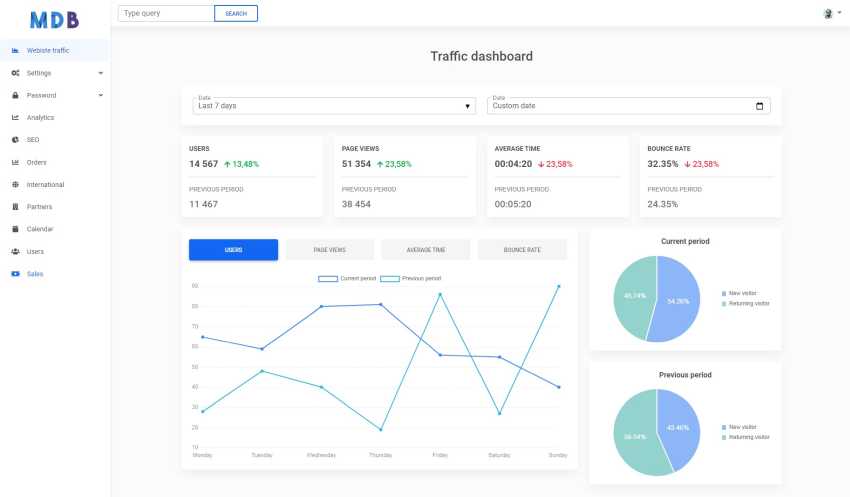 MDB
Type query
SEARCH
Webiste traffic
Settings
Password
Analytics
SEO
Orders
International
Partners
Calendar
Users
Sales
Traffic dashboard
Date
Last 7 days
Date
Custom date
USERS
14 567 13,48%
PREVIOUS PERIOD
11 467
PAGE VIEWS
51 354 23,58%
PREVIOUS PERIOD
38 454
AVERAGE TIME
00:04:20 23,58%
PREVIOUS PERIOD
00:05:20
BOUNCE RATE
32.35% 23,58%
PREVIOUS PERIOD
24.35%
USERS
PAGE VIEWS
AVERAGE TIME
BOUNCE RATE
Current period Previous period
90
80
70
60
50
40
30
20
10
Monday Tuesday Wednesday Thursday Friday Saturday Sunday
Current period
45.74% 54.26%
New visitor
Returning visitor
Previous period
56.54% 43.46%
New visitor
Returning visitor